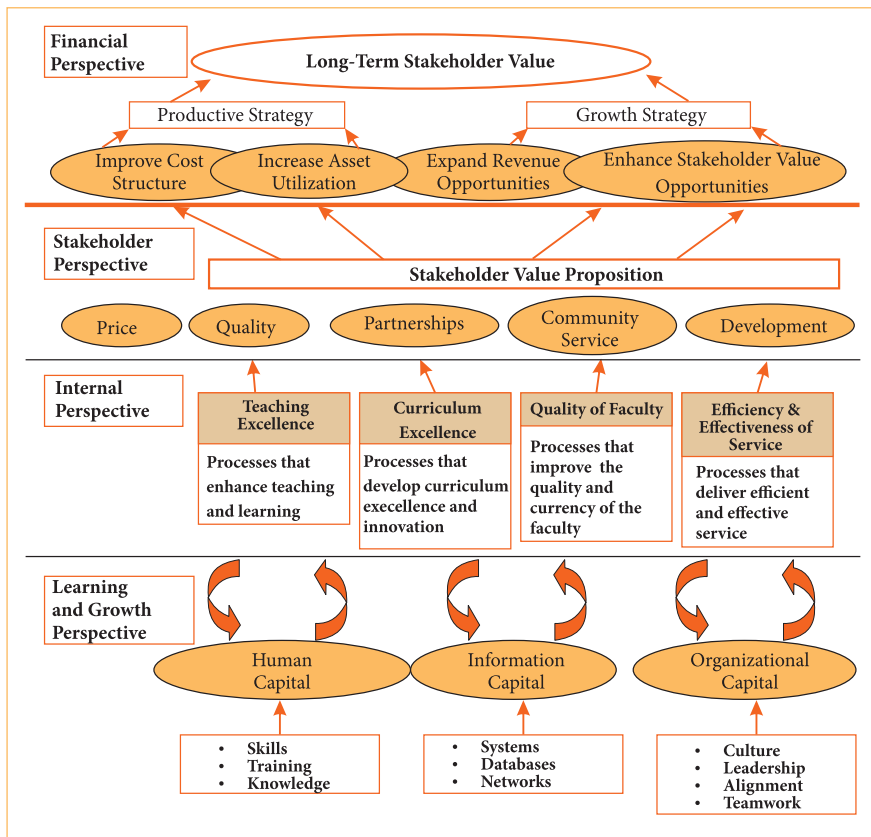 Financial
Perspective
Long-Term Stakeholder Value
Productive Strategy
Growth Strategy
Improve Cost
Structure
Increase Asset
Utilization
Expand Revenue
Opportunities
Enhance Stakeholder Value
Opportunities
Stakeholder
Perspective
Stakeholder Value Proposition
Price
Quality
Partnerships
Community
Service
Development
Internal
Perspective
Teaching
Excellence
Processes that
enhance teaching
and learning
Curriculum
Excellence
Processes that
develop curriculum
execellence and
innovation
Quality of Faculty
Processes that
improve the
quality and
currency of the
faculty
Efficiency &
Effectiveness of
Service
Processes that
deliver efficient
and effective
service
Learning
and Growth
Perspective
Human
Capital
Information
Capital
Organizational
Capital
• Skills
• Training
• Knowledge
• Systems
• Databases
• Networks
• Culture
• Leadership
• Alignment
• Teamwork